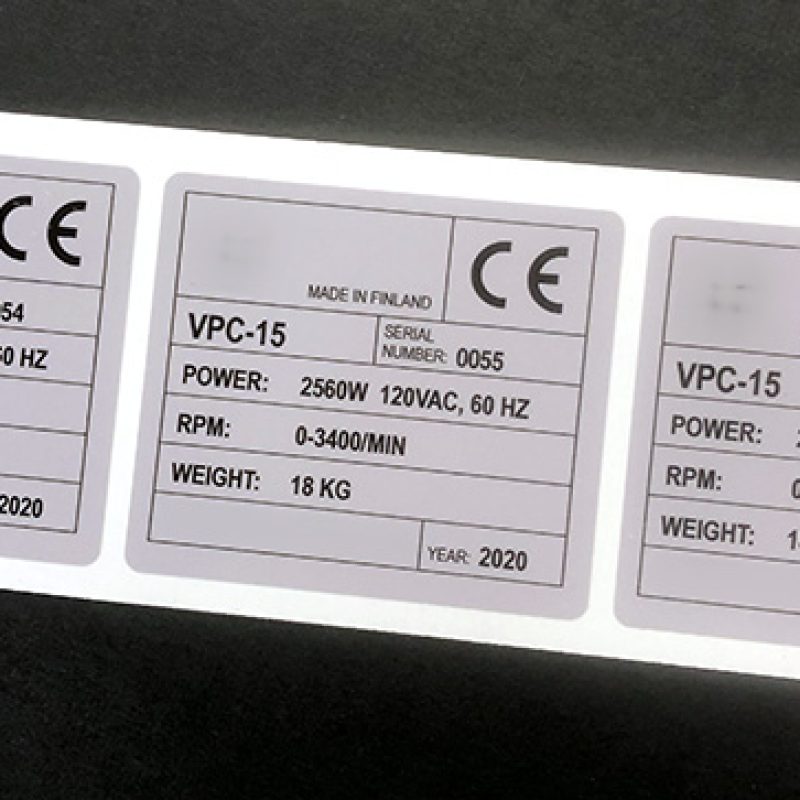 CE
54
60 HZ
2020
MADE IN FINLAND
CE
VPC-15
SERIAL
NUMBER: 0055
POWER: 2560W 120VAC, 60 HZ
RPM: 0-3400/MIN
WEIGHT: 18 KG
YEAR: 2020
VPC-15
POWER:
RPM:
WEIGHT: